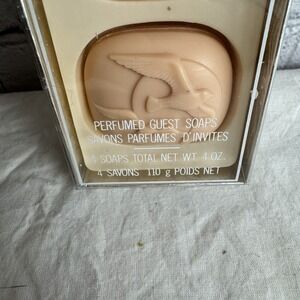 PERFUMED GUEST SOAPS
SAVONS PARFUMES D'INVITES
4 SOAPS TOTAL NET WT. 4 OZ.
4 SAVONS 110 g POIDS NET